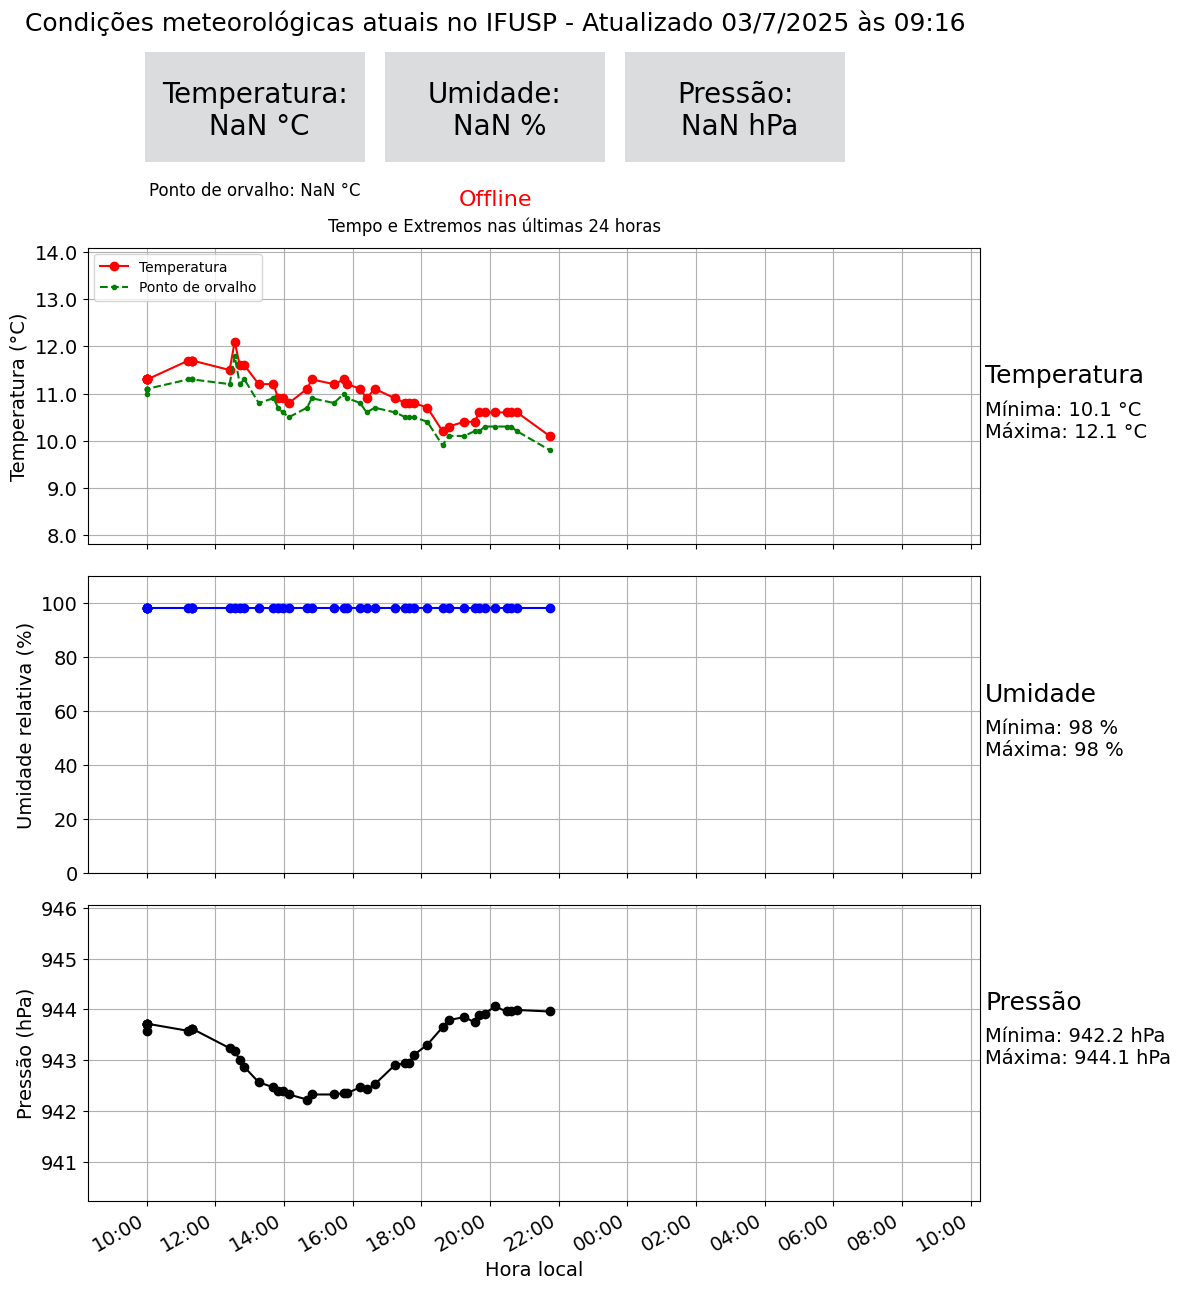 Condições meteorológicas atuais no IFUSP - Atualizado 03/7/2025 às 09:16
Temperatura:
NaN °C
Umidade:
NaN %
Pressão:
NaN hPa
Ponto de orvalho: NaN °C
Offline
Tempo e Extremos nas últimas 24 horas
Temperatura (°C)
14.0
13.0
12.0
11.0
10.0
9.0
8.0
Temperatura
Ponto de orvalho
Temperatura
Mínima: 10.1 °C
Máxima: 12.1 °C
Umidade relativa (%)
100
80
60
40
20
0
Umidade
Mínima: 98 %
Máxima: 98 %
Pressão (hPa)
946
945
944
943
942
941
Pressão
Mínima: 942.2 hPa
Máxima: 944.1 hPa
10:00
12:00
14:00
16:00
18:00
20:00
22:00
00:00
02:00
04:00
06:00
08:00
10:00
Hora local